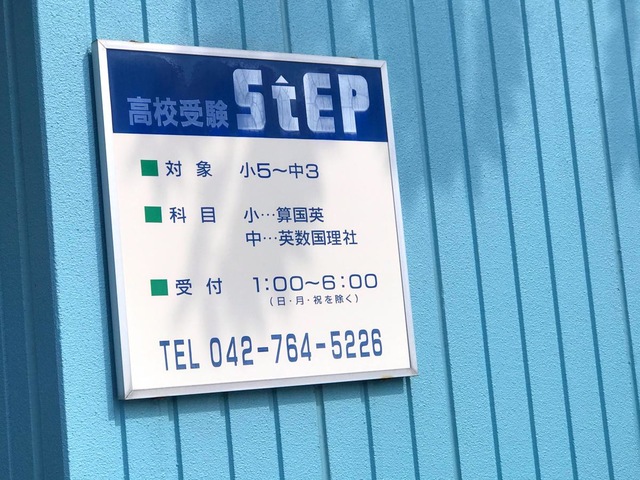 高校受験 StEP
対象 小5〜中3
科目 小…算国英
中…英数国理社
受付 1:00〜6:00
(日・月・祝を除く)
TEL 042-764-5226